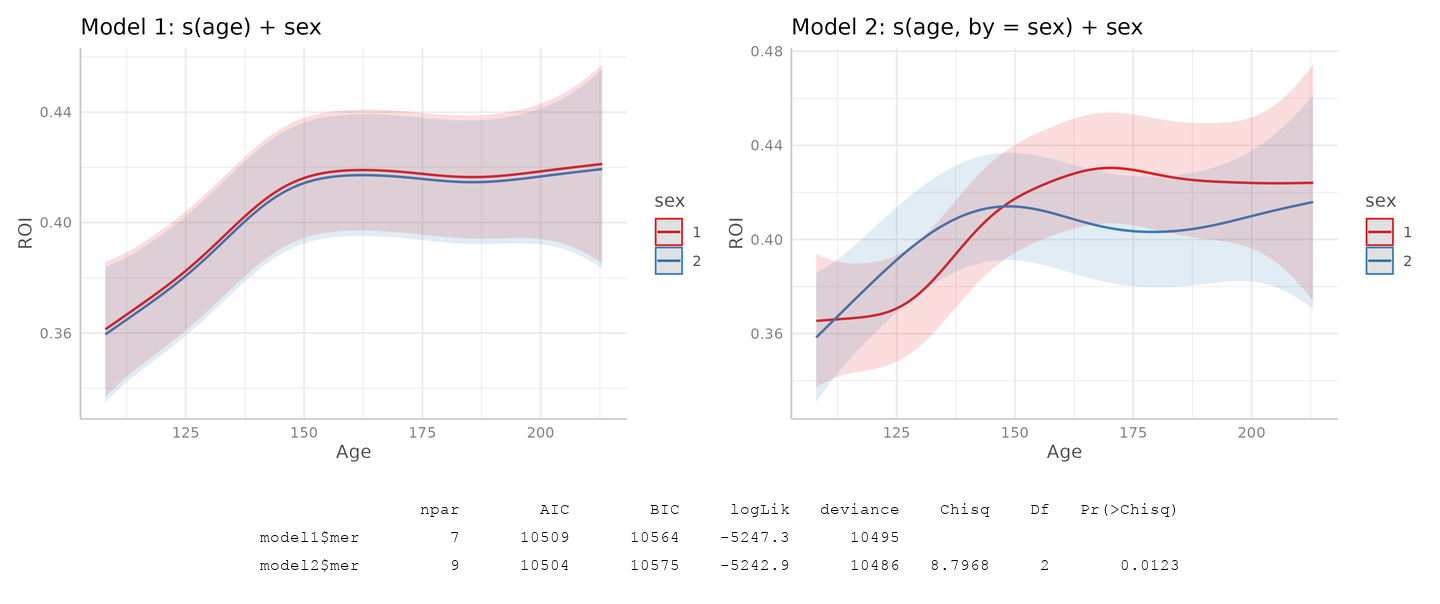 Model 1: s(age) + sex
0.44
0.40
0.36
ROI
125 150 175 200
Age
sex
1
2
Model 2: s(age, by = sex) + sex
0.48
0.44
0.40
0.36
ROI
125 150 175 200
Age
sex
1
2
npar AIC BIC logLik deviance Chisq Df Pr(>Chisq)
model1$mer 7 10509 10564 -5247.3 10495
model2$mer 9 10504 10575 -5242.9 10486 8.7968 2 0.0123